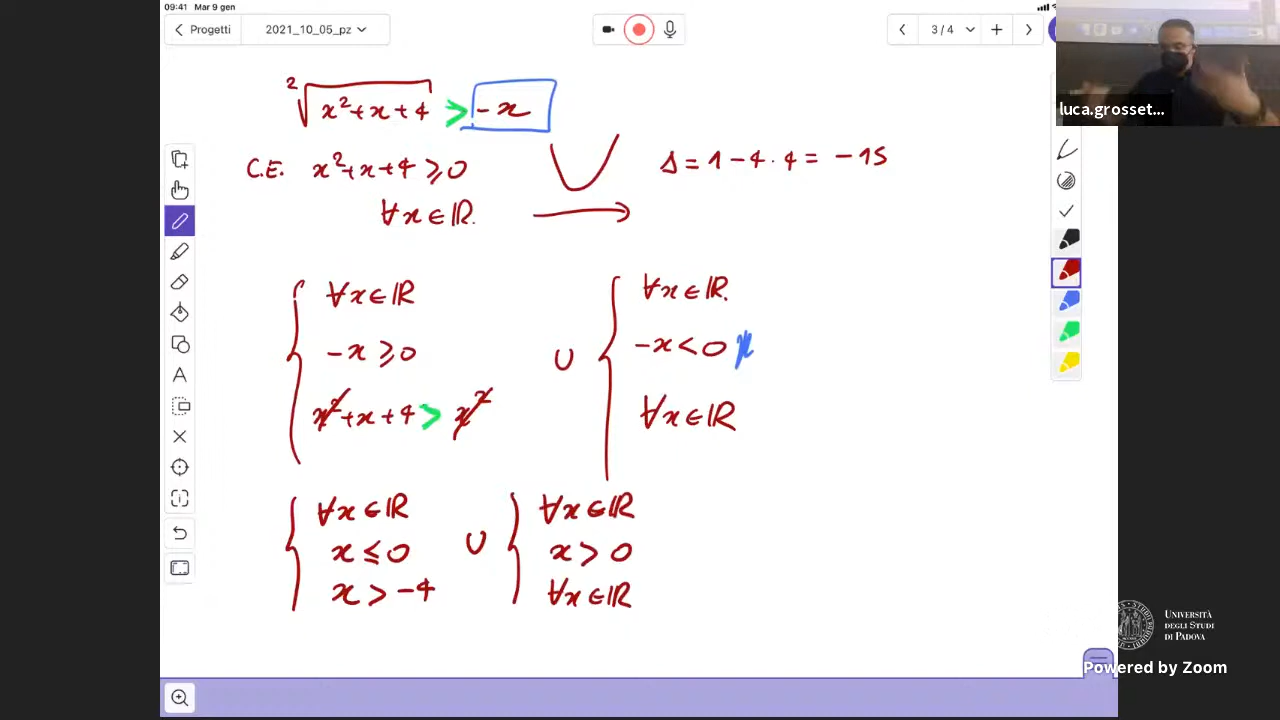 09:41 Mar 9 gen
Progetti
2021_10_05_pz
3/4
luca.grosset...
²√(x²+x+4) > -x
C.E. x²+x+4 ⩾ 0
Δ = 1 - 4 · 4 = -15
∀x ∈ ℝ.
∀x ∈ ℝ
-x ⩾ 0
x²+x+4 > x²
∪
∀x ∈ ℝ.
-x < 0
∀x ∈ ℝ
∀x ∈ ℝ
x ≤ 0
x > -4
∪
∀x ∈ ℝ
x > 0
∀x ∈ ℝ
UNIVERSITÀ
DEGLI STUDI
DI PADOVA
Powered by Zoom